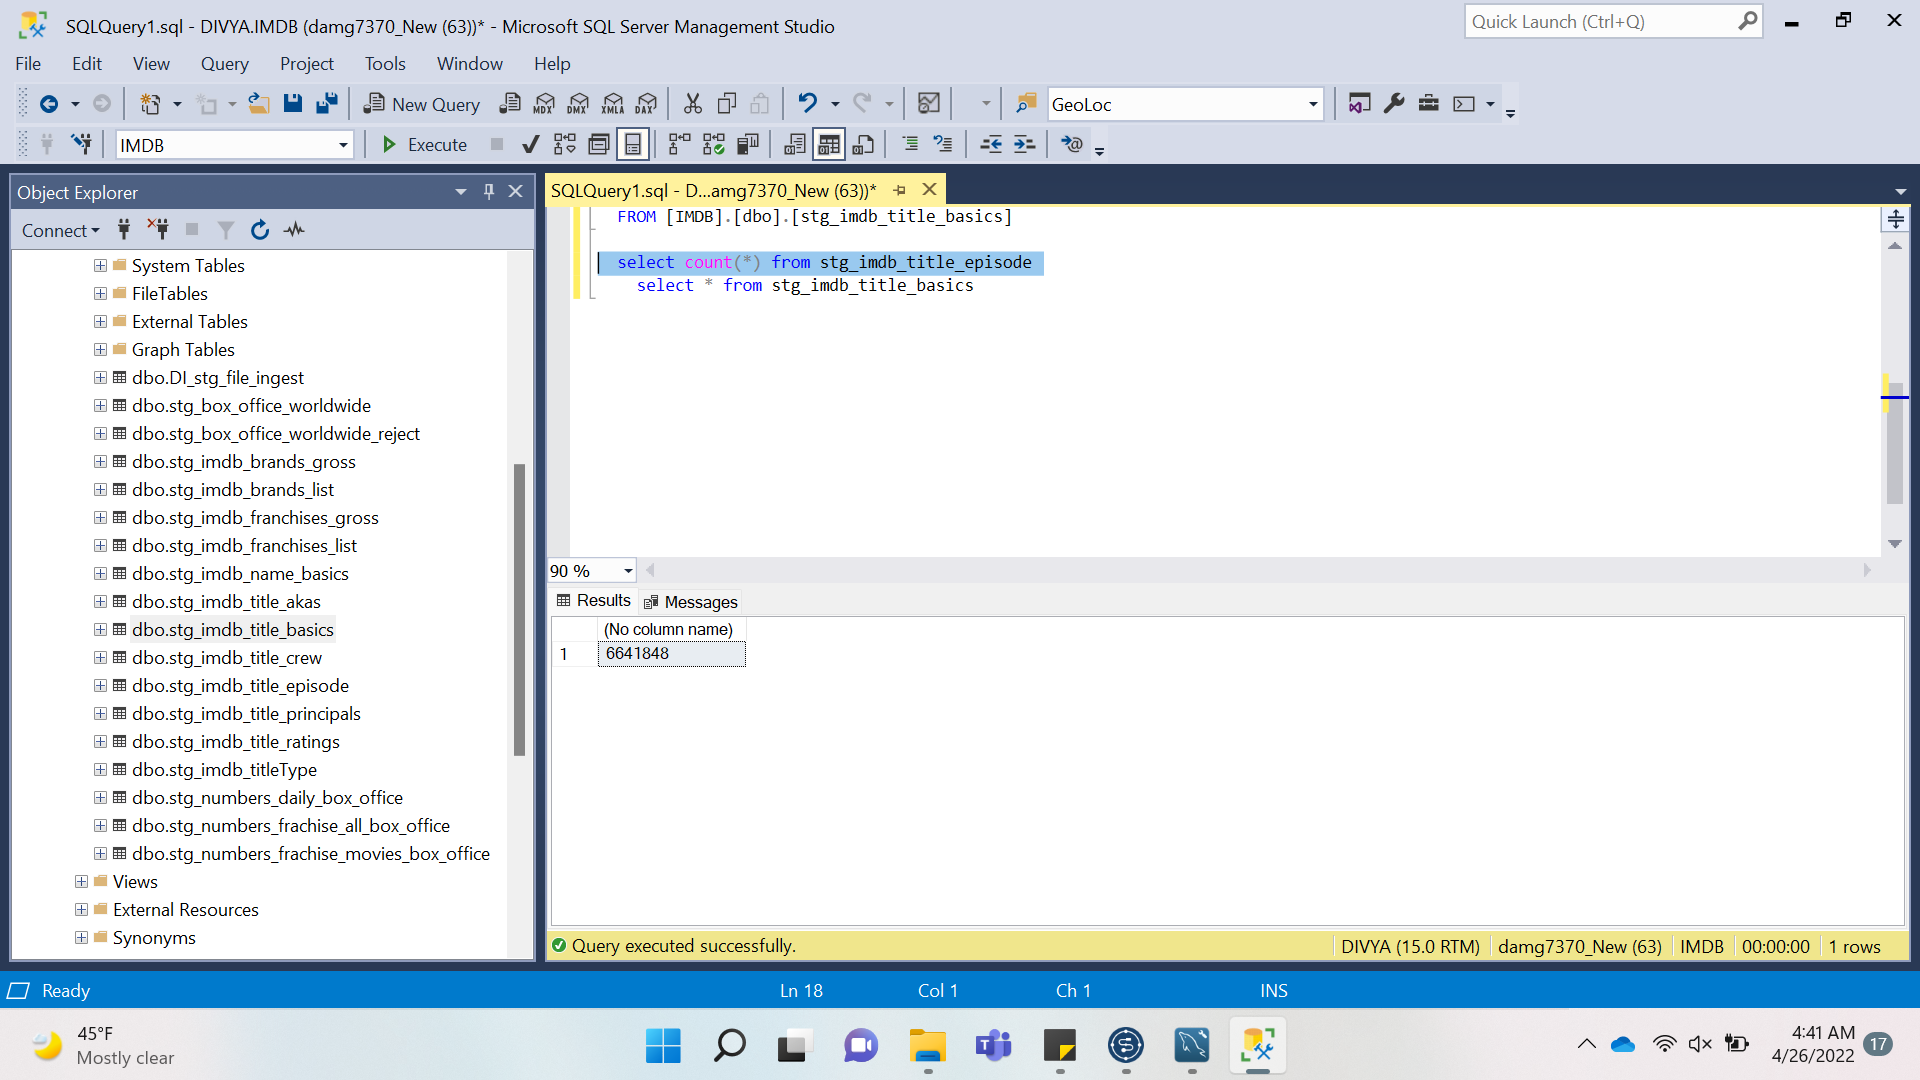 SQLQuery1.sql - DIVYA.IMDB (damg7370_New (63))* - Microsoft SQL Server Management Studio
Quick Launch (Ctrl+Q)
File Edit View Query Project Tools Window Help
New Query MDX DMX XMLA DAX GeoLoc
IMDB Execute
Object Explorer
Connect
System Tables
FileTables
External Tables
Graph Tables
dbo.DI_stg_file_ingest
dbo.stg_box_office_worldwide
dbo.stg_box_office_worldwide_reject
dbo.stg_imdb_brands_gross
dbo.stg_imdb_brands_list
dbo.stg_imdb_franchises_gross
dbo.stg_imdb_franchises_list
dbo.stg_imdb_name_basics
dbo.stg_imdb_title_akas
dbo.stg_imdb_title_basics
dbo.stg_imdb_title_crew
dbo.stg_imdb_title_episode
dbo.stg_imdb_title_principals
dbo.stg_imdb_title_ratings
dbo.stg_imdb_titleType
dbo.stg_numbers_daily_box_office
dbo.stg_numbers_frachise_all_box_office
dbo.stg_numbers_frachise_movies_box_office
Views
External Resources
Synonyms
SQLQuery1.sql - D...amg7370_New (63))*
FROM [IMDB].[dbo].[stg_imdb_title_basics]
select count(*) from stg_imdb_title_episode
select * from stg_imdb_title_basics
90 %
Results Messages
(No column name)
1 6641848
Query executed successfully. DIVYA (15.0 RTM) damg7370_New (63) IMDB 00:00:00 1 rows
Ready Ln 18 Col 1 Ch 1 INS
45°F
Mostly clear
4:41 AM
4/26/2022
17